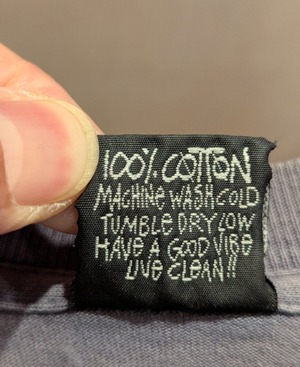 100% COTTON
MACHINE WASH COLD
TUMBLE DRY LOW
HAVE A GOOD VIBE
LIVE CLEAN!!